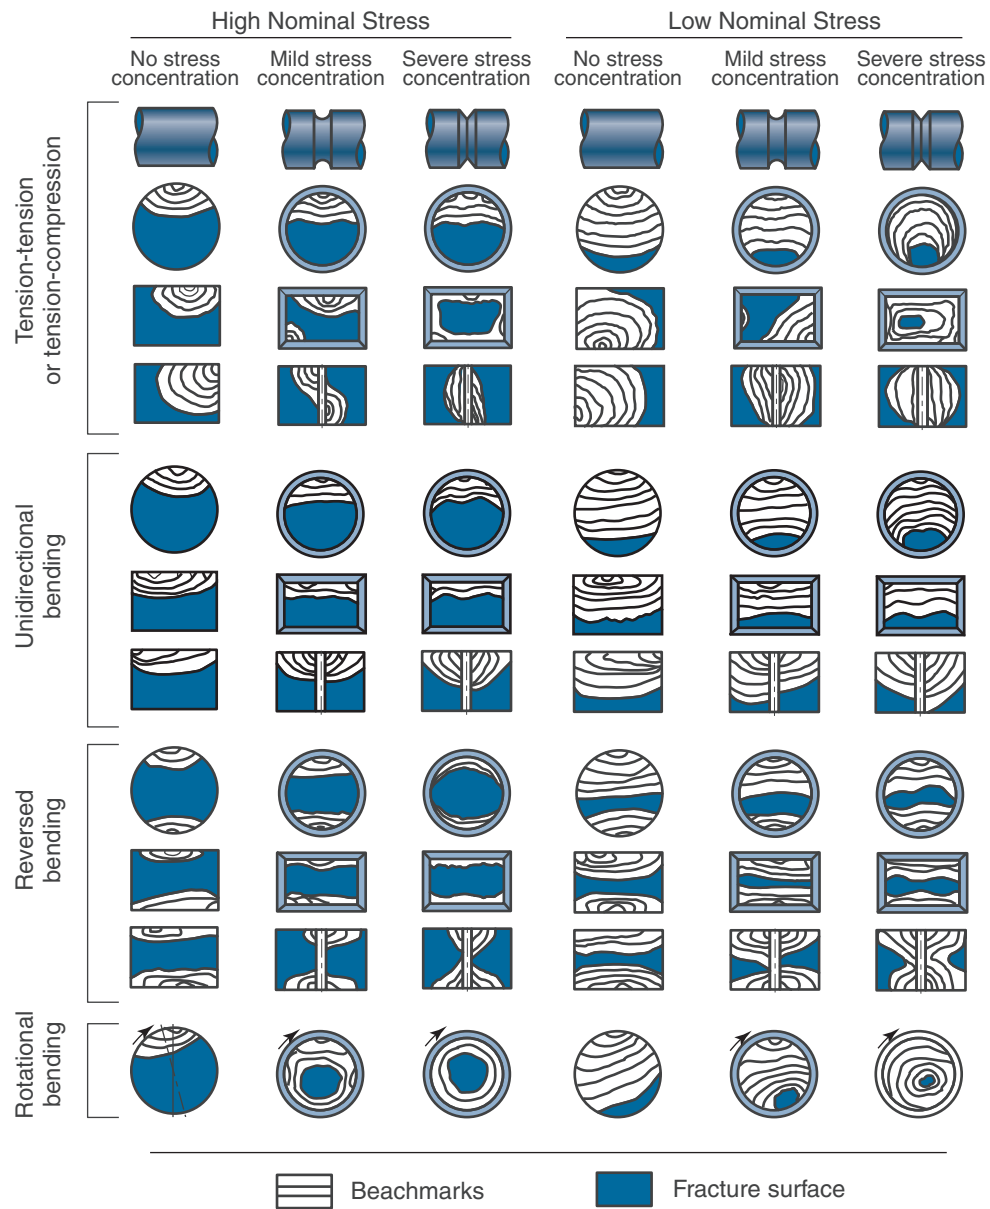 High Nominal Stress
Low Nominal Stress
No stress
concentration
Mild stress
concentration
Severe stress
concentration
No stress
concentration
Mild stress
concentration
Severe stress
concentration
Tension-tension
or tension-compression
Unidirectional
bending
Reversed
bending
Rotational
bending
Beachmarks
Fracture surface